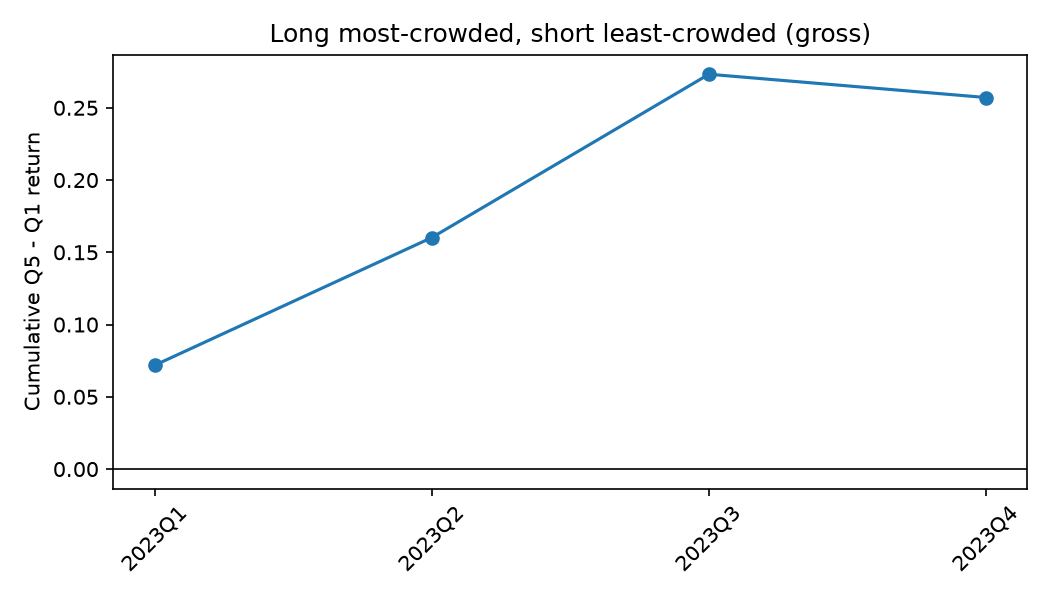 Long most-crowded, short least-crowded (gross)
Cumulative Q5 - Q1 return
0.25
0.20
0.15
0.10
0.05
0.00
2023Q1
2023Q2
2023Q3
2023Q4